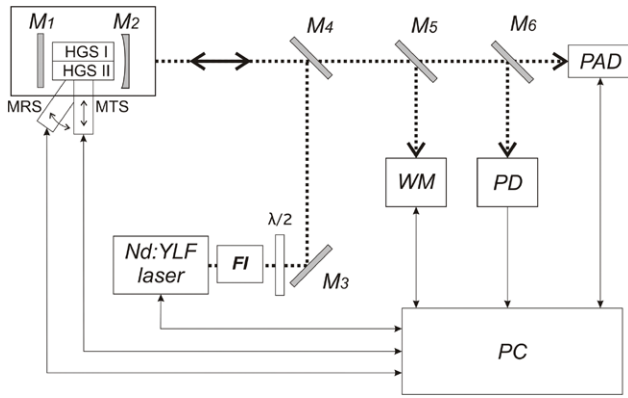 M1
M2
M4
M5
M6
HGS I
HGS II
PAD
MRS
MTS
WM
PD
λ/2
Nd:YLF
laser
FI
M3
PC